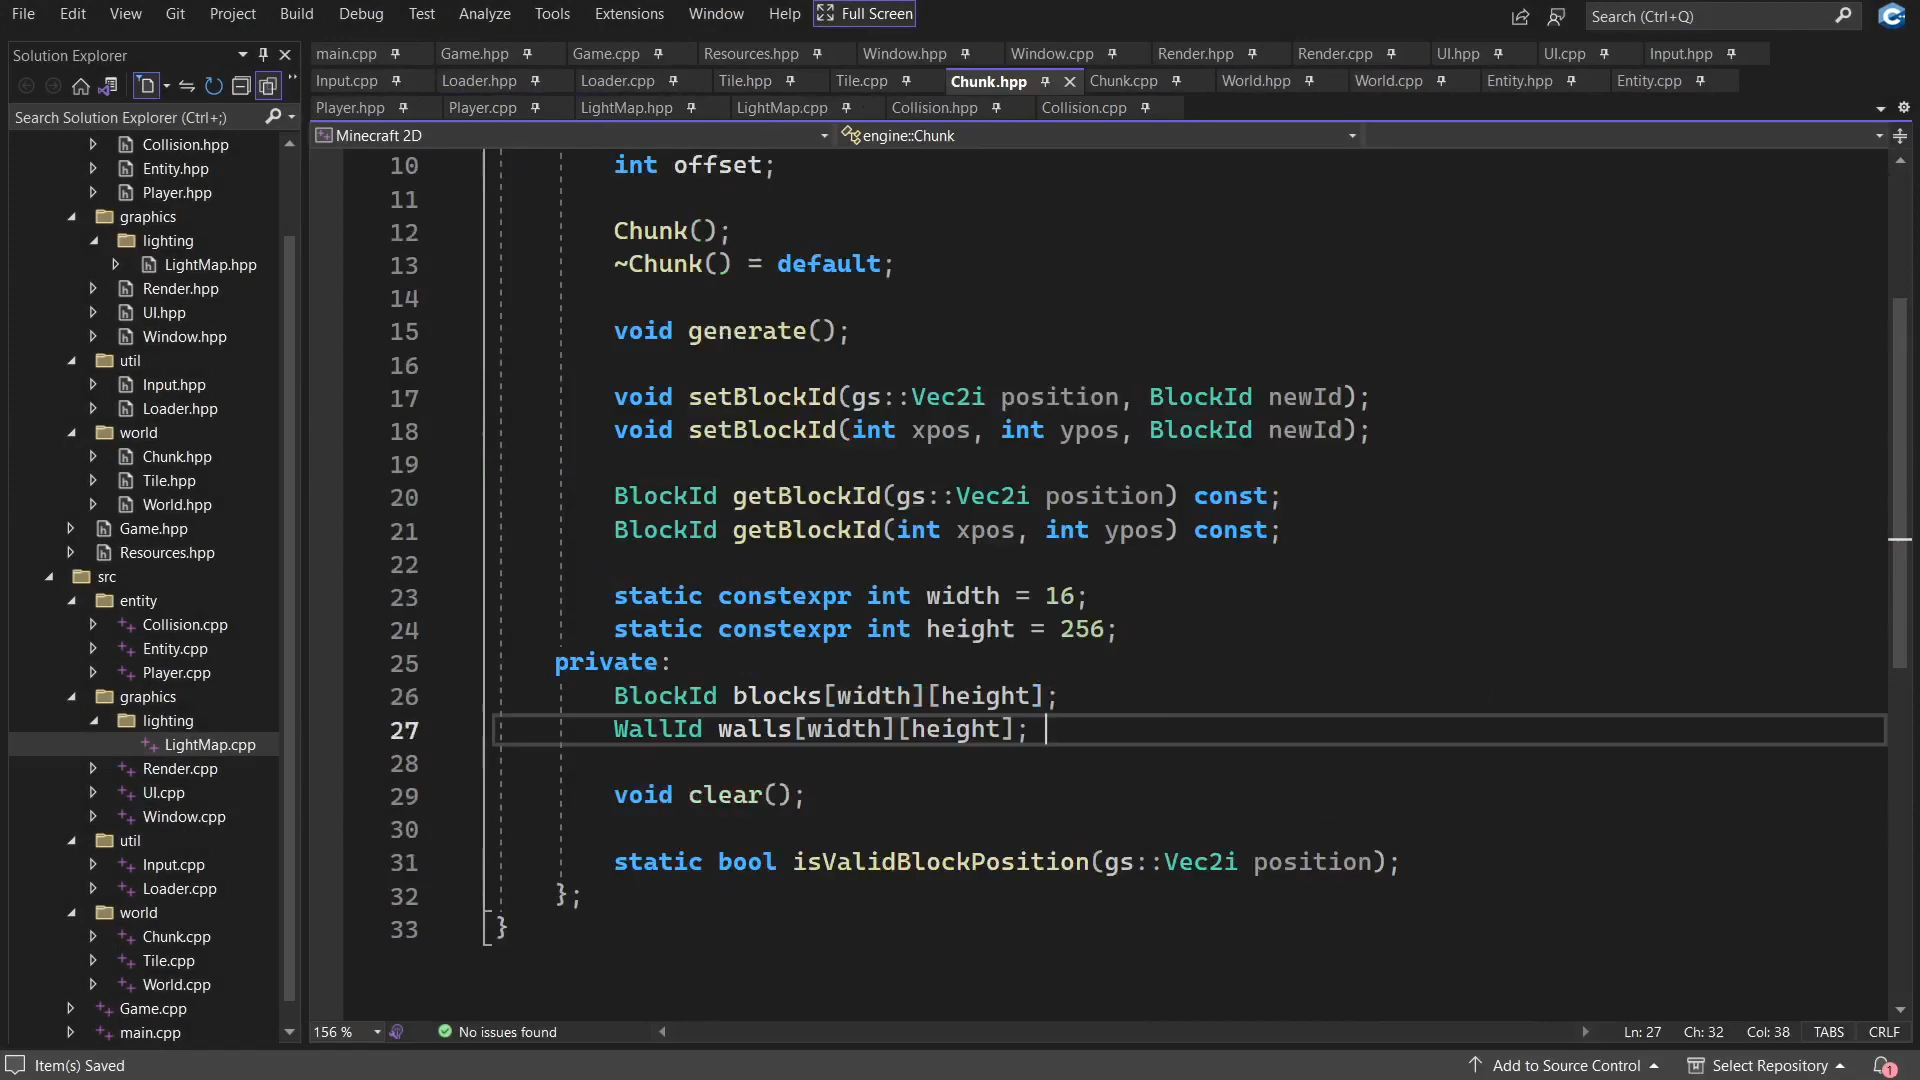 File Edit View Git Project Build Debug Test Analyze Tools Extensions Window Help Full Screen Search (Ctrl+Q)
Solution Explorer
main.cpp Game.hpp Game.cpp Resources.hpp Window.hpp Window.cpp Render.hpp Render.cpp UI.hpp UI.cpp Input.hpp
Input.cpp Loader.hpp Loader.cpp Tile.hpp Tile.cpp Chunk.hpp Chunk.cpp World.hpp World.cpp Entity.hpp Entity.cpp
Player.hpp Player.cpp LightMap.hpp LightMap.cpp Collision.hpp Collision.cpp
Search Solution Explorer (Ctrl+;)
Minecraft 2D engine::Chunk
Collision.hpp
Entity.hpp
Player.hpp
graphics
lighting
LightMap.hpp
Render.hpp
UI.hpp
Window.hpp
util
Input.hpp
Loader.hpp
world
Chunk.hpp
Tile.hpp
World.hpp
Game.hpp
Resources.hpp
src
entity
Collision.cpp
Entity.cpp
Player.cpp
graphics
lighting
LightMap.cpp
Render.cpp
UI.cpp
Window.cpp
util
Input.cpp
Loader.cpp
world
Chunk.cpp
Tile.cpp
World.cpp
Game.cpp
main.cpp
10 int offset;
11
12 Chunk();
13 ~Chunk() = default;
14
15 void generate();
16
17 void setBlockId(gs::Vec2i position, BlockId newId);
18 void setBlockId(int xpos, int ypos, BlockId newId);
19
20 BlockId getBlockId(gs::Vec2i position) const;
21 BlockId getBlockId(int xpos, int ypos) const;
22
23 static constexpr int width = 16;
24 static constexpr int height = 256;
25 private:
26 BlockId blocks[width][height];
27 WallId walls[width][height];
28
29 void clear();
30
31 static bool isValidBlockPosition(gs::Vec2i position);
32 };
33 }
156 % No issues found Ln: 27 Ch: 32 Col: 38 TABS CRLF
Item(s) Saved Add to Source Control Select Repository 1